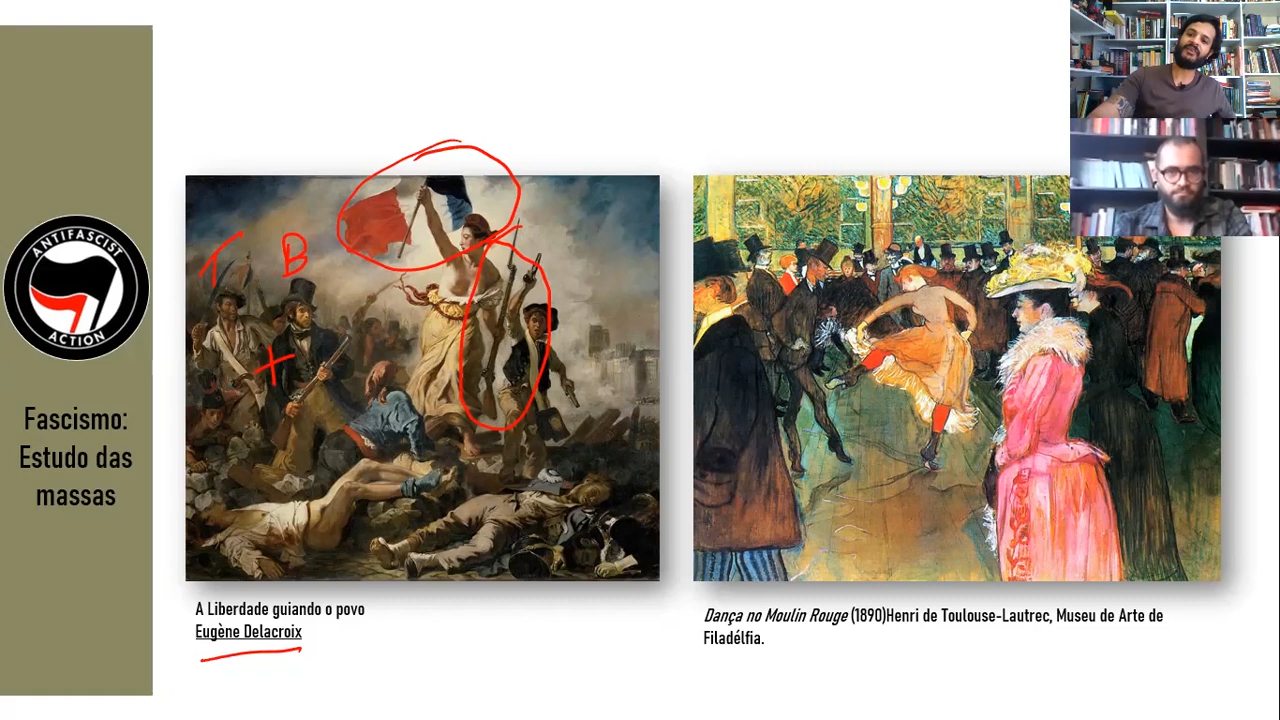 ANTIFASCIST
ACTION
Fascismo:
Estudo das
massas
T B
+
A Liberdade guiando o povo
Eugène Delacroix
Dança no Moulin Rouge (1890)Henri de Toulouse-Lautrec, Museu de Arte de
Filadélfia.